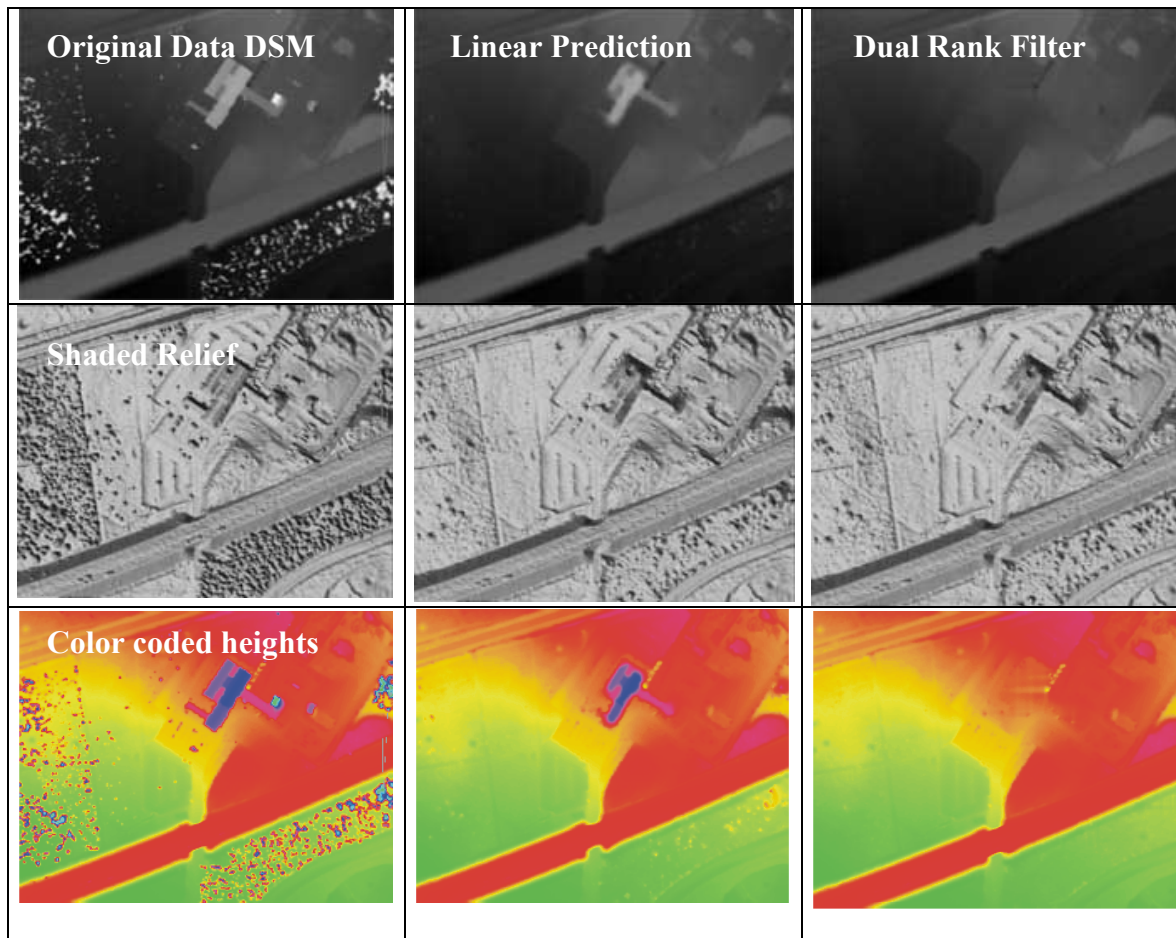 Original Data DSM
Linear Prediction
Dual Rank Filter
Shaded Relief
Color coded heights